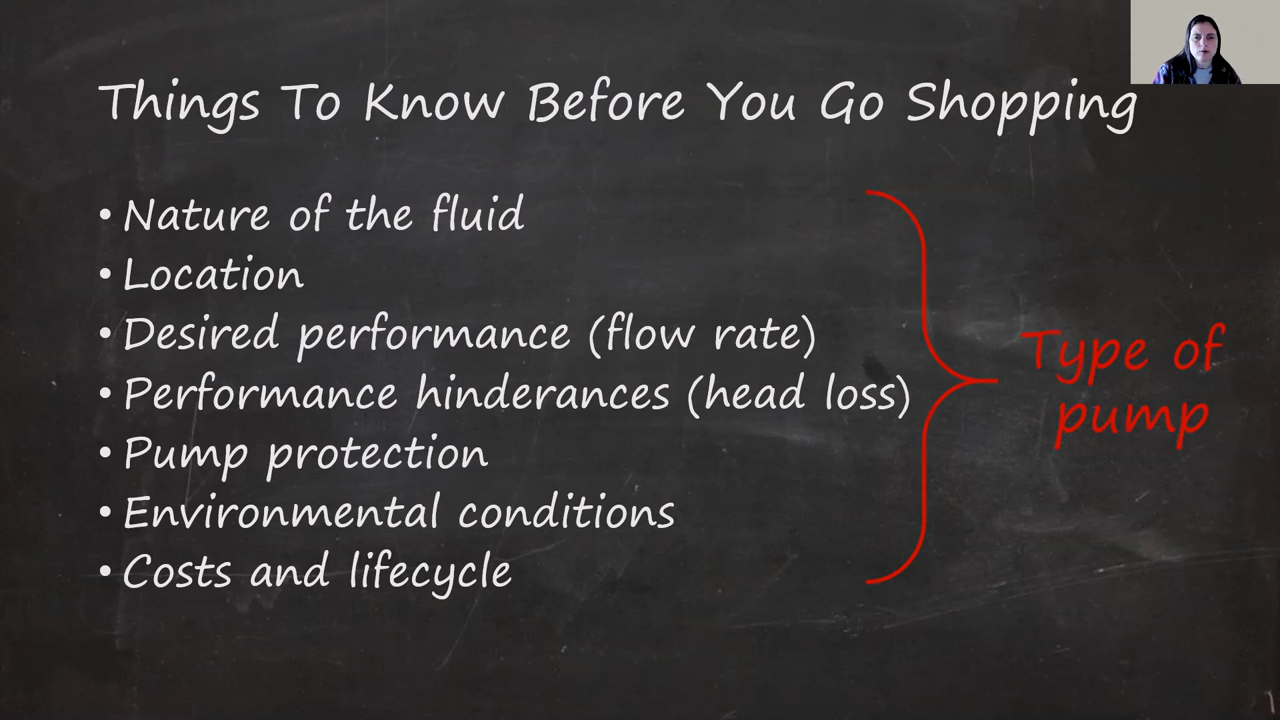 Things To Know Before You Go Shopping
• Nature of the fluid
• Location
• Desired performance (flow rate)
• Performance hinderances (head loss)
• Pump protection
• Environmental conditions
• Costs and lifecycle
Type of
pump